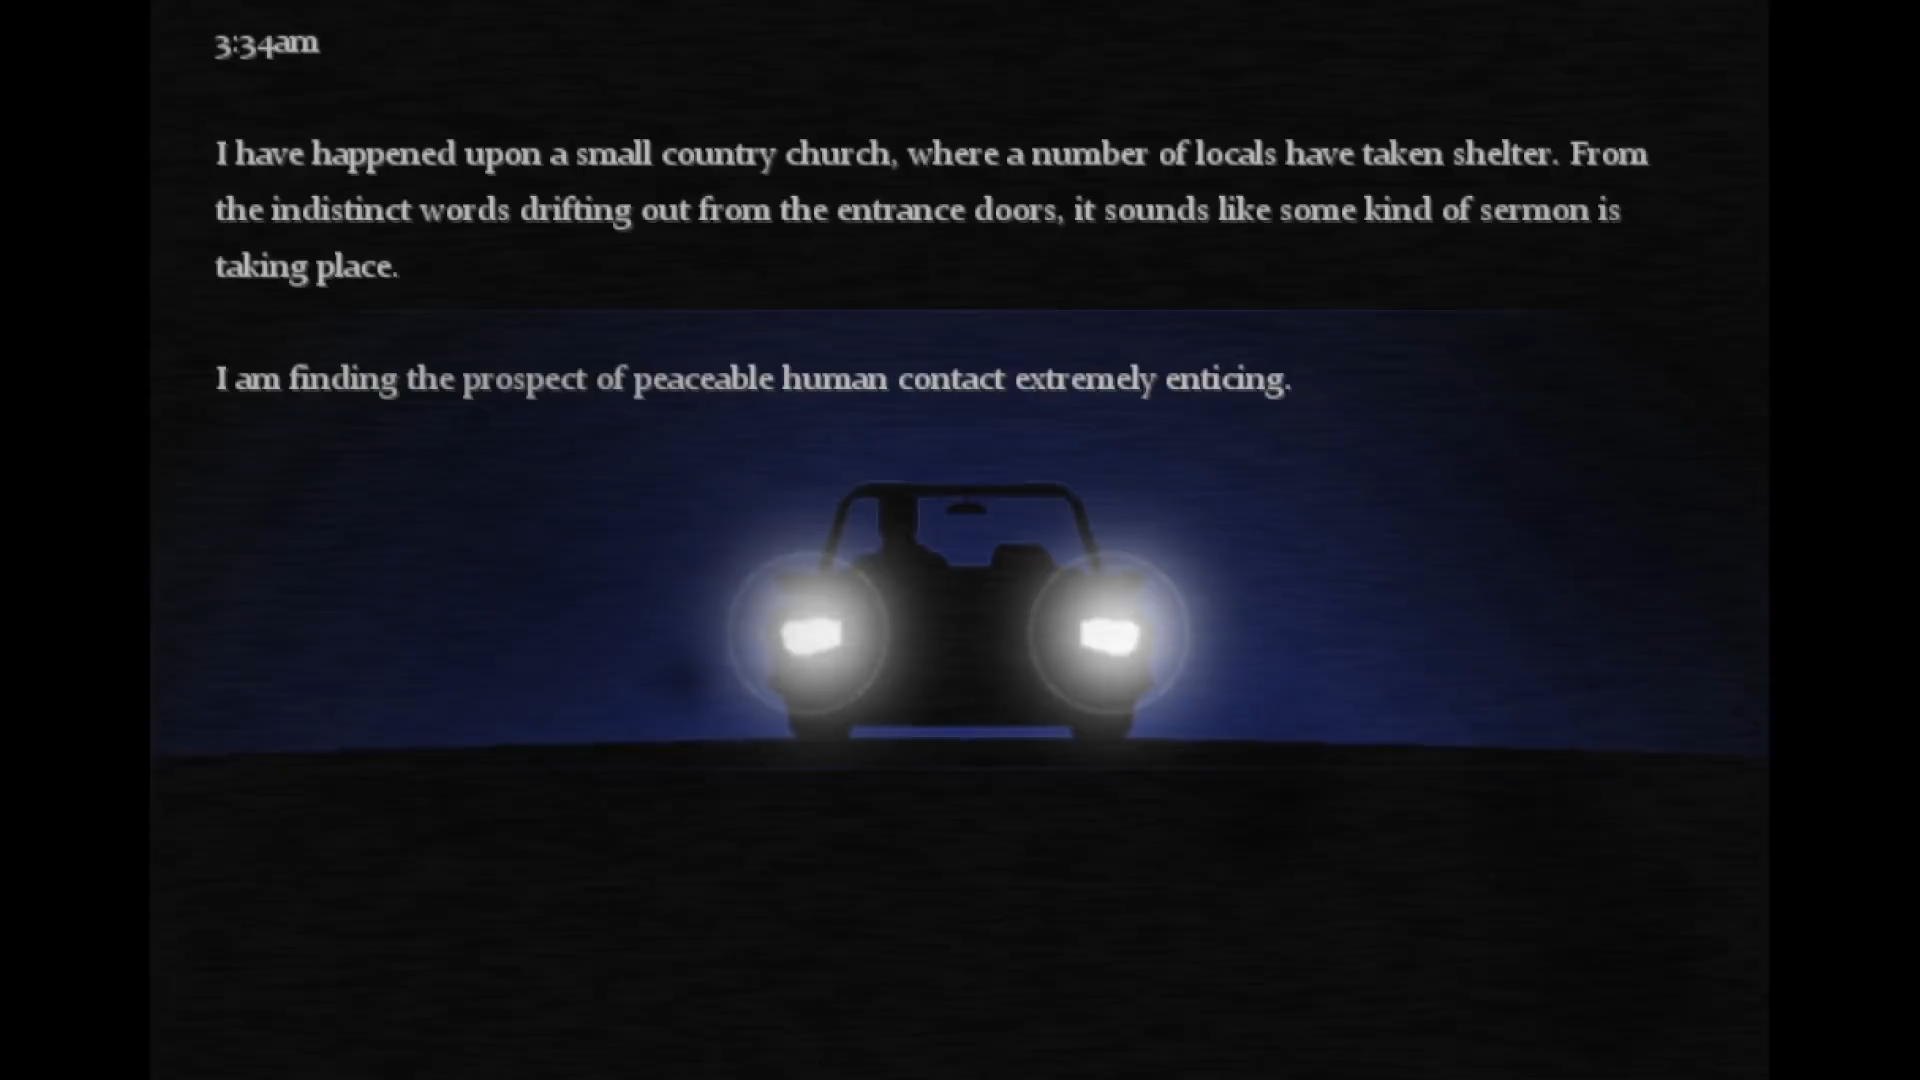 3:34am
I have happened upon a small country church, where a number of locals have taken shelter. From
the indistinct words drifting out from the entrance doors, it sounds like some kind of sermon is
taking place.
I am finding the prospect of peaceable human contact extremely enticing.